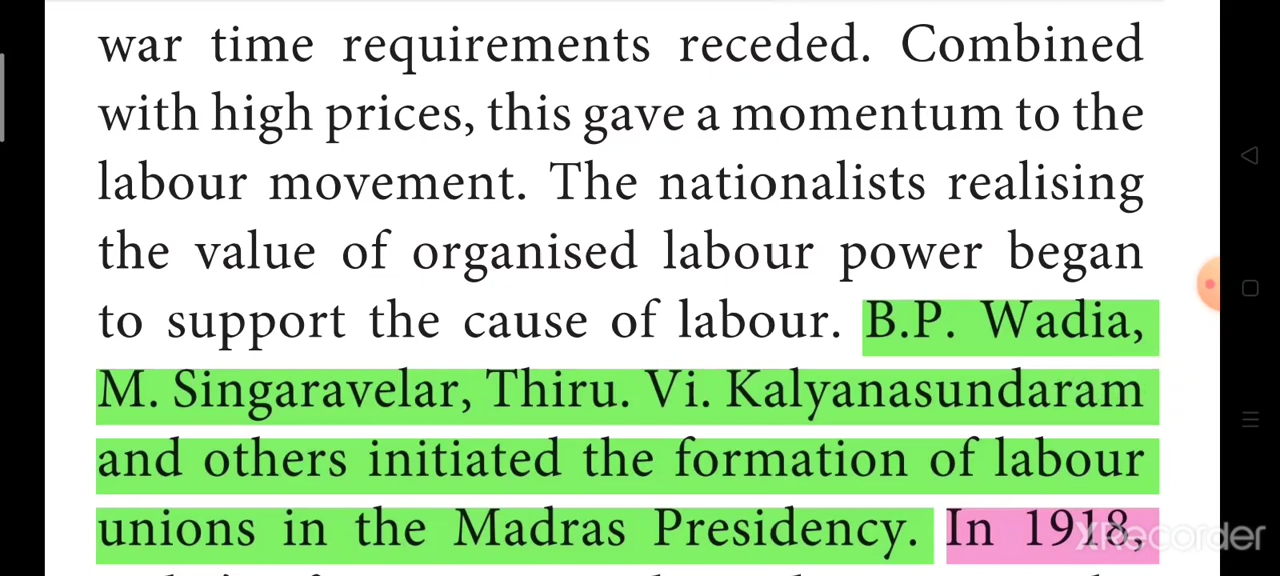 war time requirements receded. Combined
with high prices, this gave a momentum to the
labour movement. The nationalists realising
the value of organised labour power began
to support the cause of labour. B.P. Wadia,
M. Singaravelar, Thiru. Vi. Kalyanasundaram
and others initiated the formation of labour
unions in the Madras Presidency. In 1918,
XRecorder